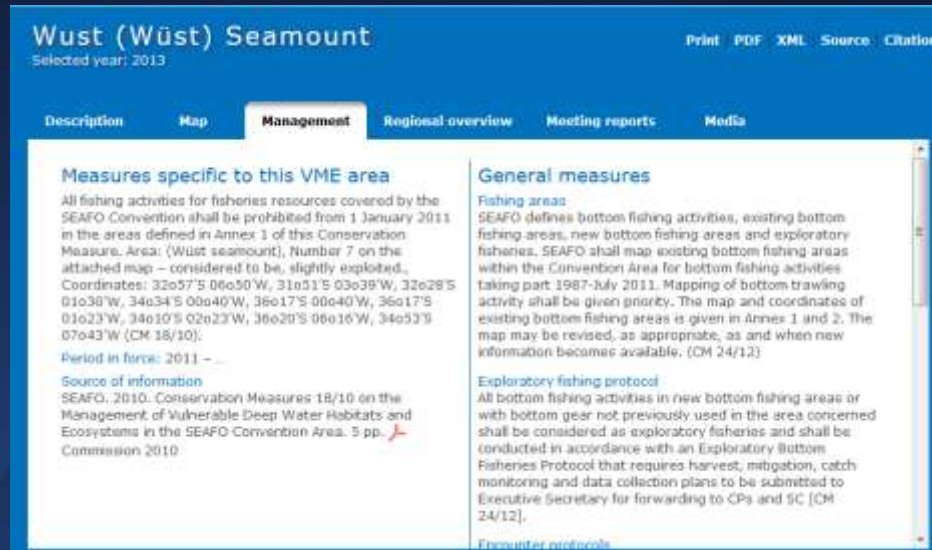 Wust (Wüst) Seamount
Selected year: 2013
Print PDF XML Source Citation
Description Map Management Regional overview Meeting reports Media
Measures specific to this VME area
All fishing activities for fisheries resources covered by the
SEAFO Convention shall be prohibited from 1 January 2011
in the areas defined in Annex 1 of this Conservation
Measure. Area: (Wüst seamount), Number 7 on the
attached map – considered to be, slightly exploited.,
Coordinates: 32o57'S 06o50'W, 31o51'S 03o39'W, 32o28'S
01o38'W, 34o34'S 00o40'W, 36o17'S 00o40'W, 36o17'S
01o23'W, 34o10'S 02o23'W, 36o20'S 06o16'W, 34o53'S
07o43'W (CM 18/10).
Period in force: 2011 – ...
Source of information
SEAFO. 2010. Conservation Measures 18/10 on the
Management of Vulnerable Deep Water Habitats and
Ecosystems in the SEAFO Convention Area. 5 pp.
Commission 2010
General measures
Fishing areas
SEAFO defines bottom fishing activities, existing bottom
fishing areas, new bottom fishing areas and exploratory
fisheries. SEAFO shall map existing bottom fishing areas
within the Convention Area for bottom fishing activities
taking part 1987-July 2011. Mapping of bottom trawling
activity shall be given priority. The map and coordinates of
existing bottom fishing areas is given in Annex 1 and 2. The
map may be revised, as appropriate, as and when new
information becomes available. (CM 24/12)
Exploratory fishing protocol
All bottom fishing activities in new bottom fishing areas or
with bottom gear not previously used in the area concerned
shall be considered as exploratory fisheries and shall be
conducted in accordance with an Exploratory Bottom
Fisheries Protocol that requires harvest, mitigation, catch
monitoring and data collection plans to be submitted to
Executive Secretary for forwarding to CPs and SC [CM
24/12].
Encounter protocols